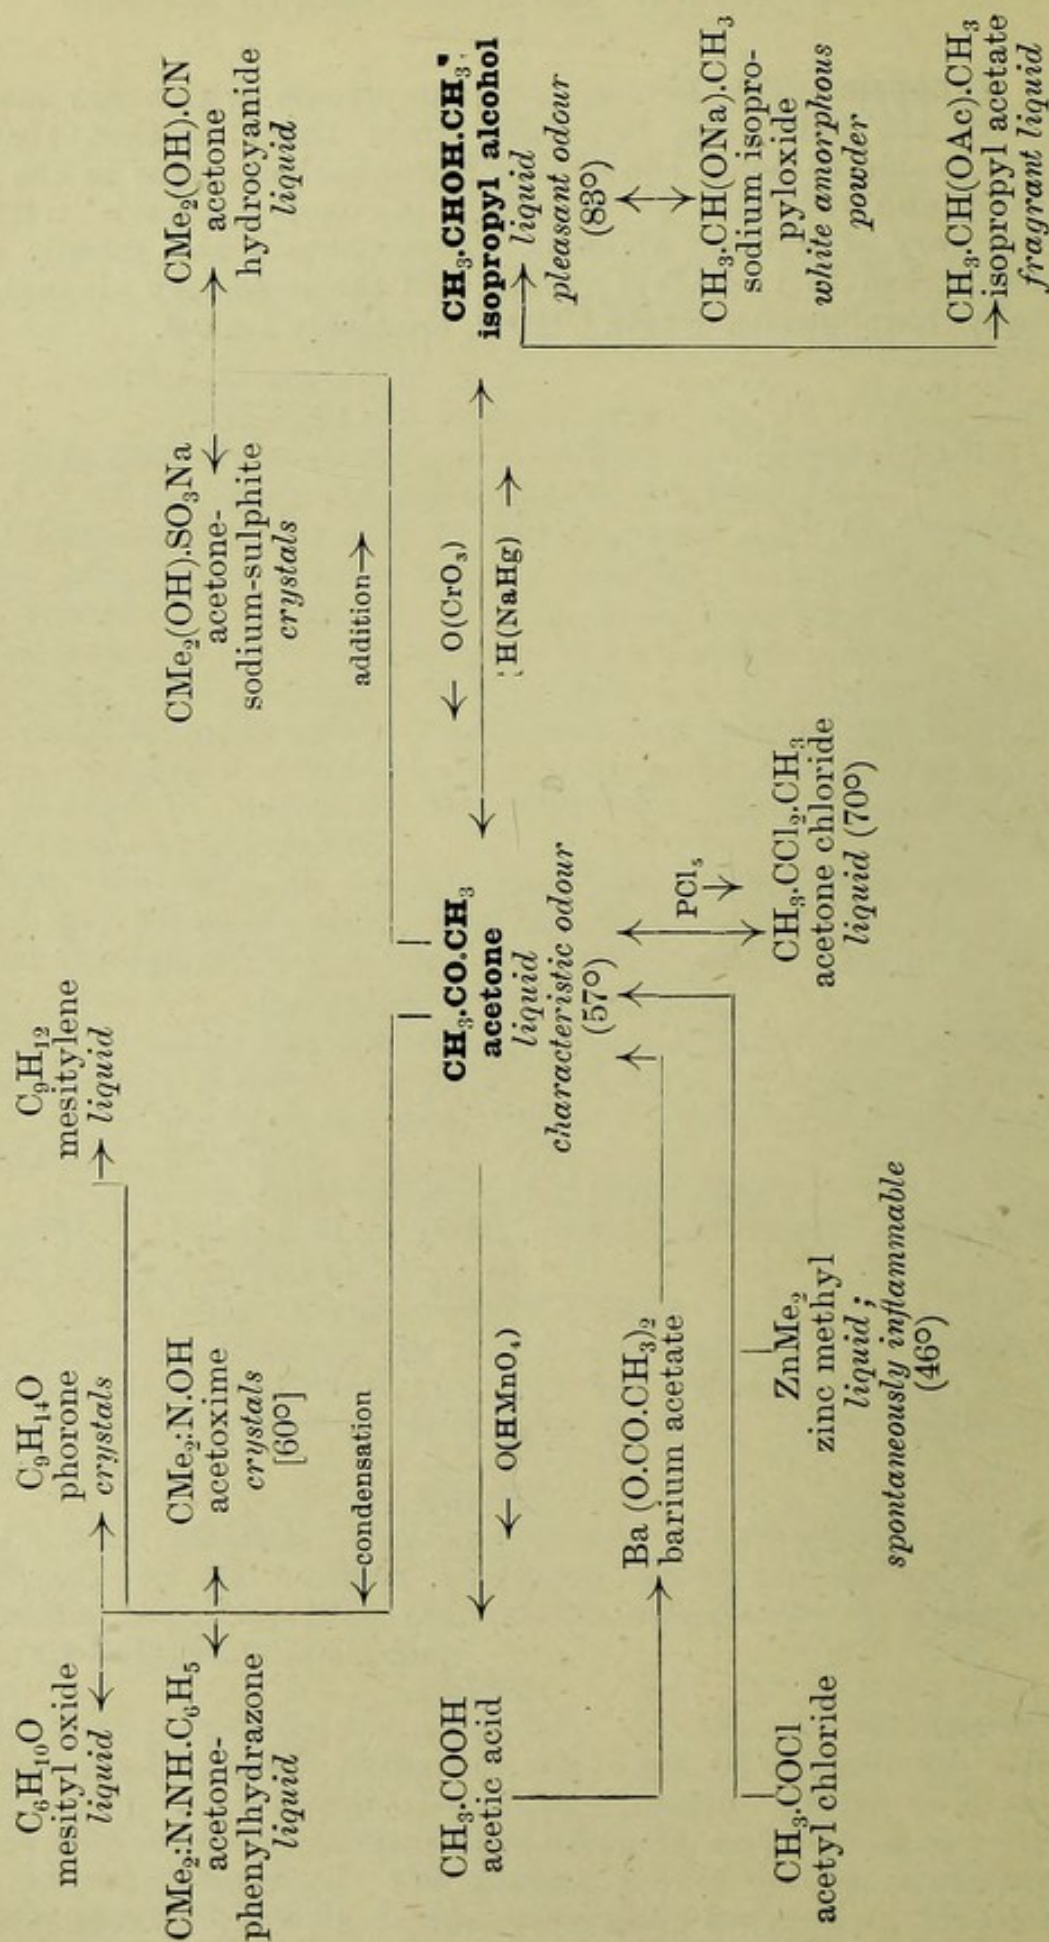 C₆H₁₀O
mesityl oxide
liquid ←
C₉H₁₄O
phorone
→ crystals
C₉H₁₂
mesitylene
→ liquid
CMe₂:N.NH.C₆H₅
acetone-
phenylhydrazone
liquid
CMe₂:N.OH
acetoxime
crystals
[60°]
CMe₂(OH).SO₃Na
acetone-
sodium-sulphite
crystals
CMe₂(OH).CN
acetone
hydrocyanide
liquid
←condensation
addition→
CH₃.COOH
acetic acid
← O(HMnO₄)
CH₃.CO.CH₃
acetone
liquid
characteristic odour
(57°)
← O(CrO₃)
H(NaHg) →
CH₃.CHOH.CH₃
isopropyl alcohol
liquid
pleasant odour
(83°)
Ba(O.CO.CH₃)₂
barium acetate
PCl₅
CH₃.CH(ONa).CH₃
sodium isopro-
pyloxide
white amorphous
powder
CH₃.COCl
acetyl chloride
ZnMe₂
zinc methyl
liquid;
spontaneously inflammable
(46°)
CH₃.CCl₂.CH₃
acetone chloride
liquid (70°)
CH₃.CH(OAc).CH₃
→isopropyl acetate
fragrant liquid